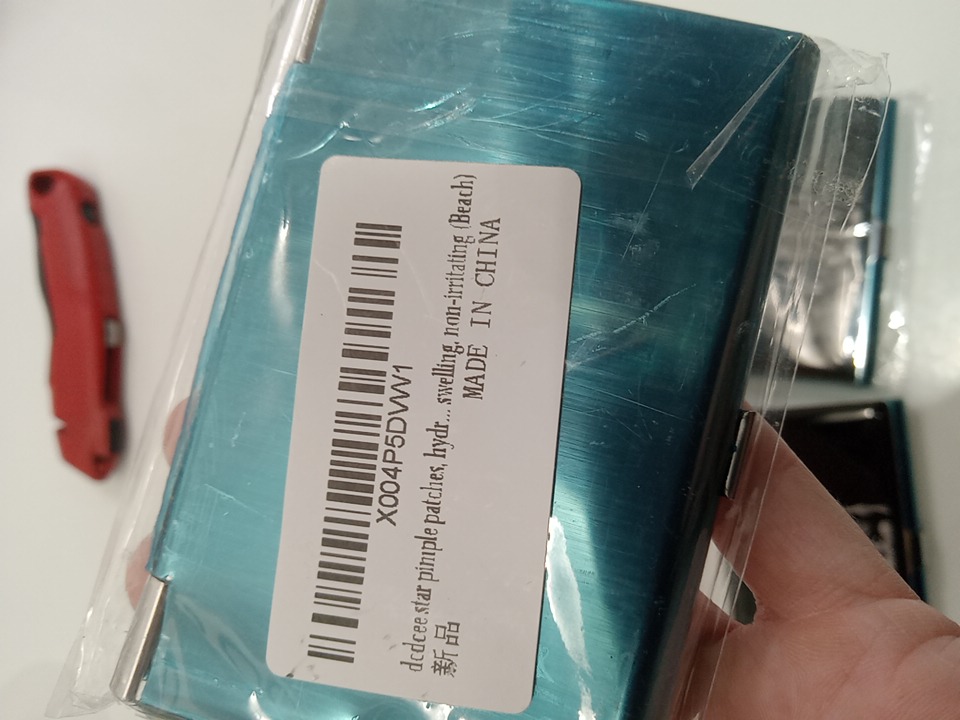 X004P5DWW1
dcdcee star pimple patches, hydr... swelling, non-irritating (Beach)
新品
MADE IN CHINA